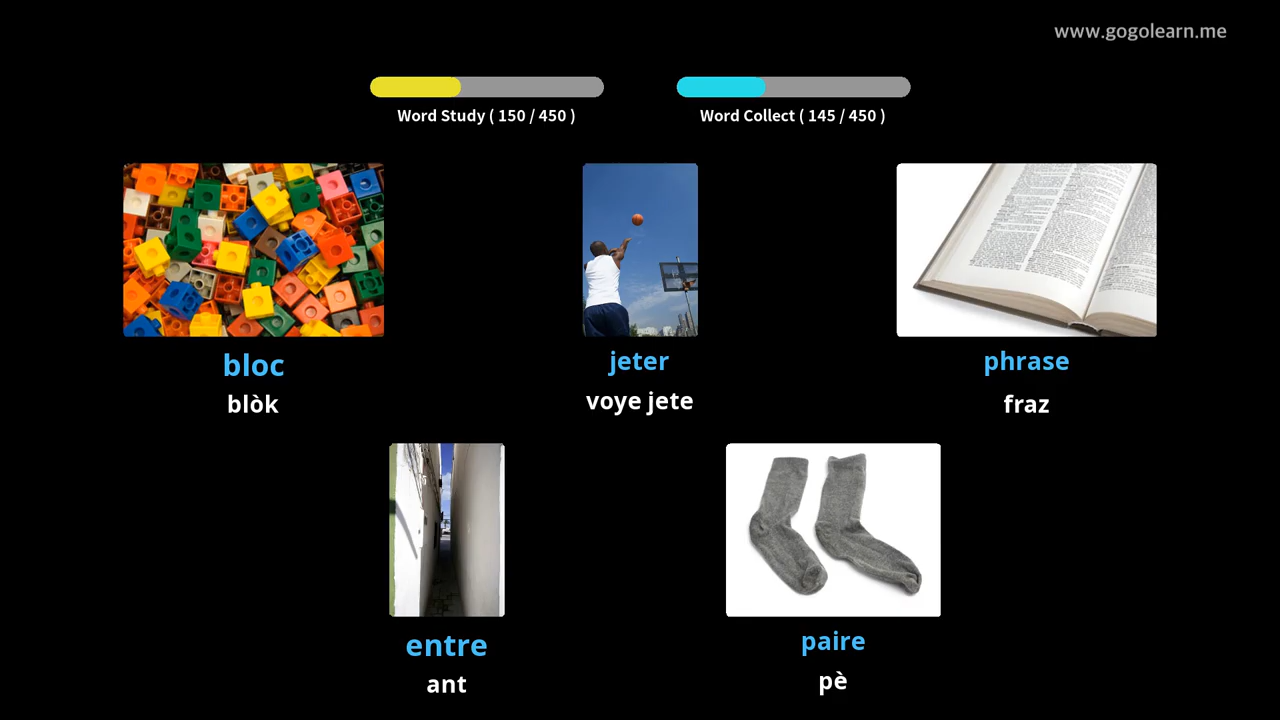 www.gogolearn.me
Word Study ( 150 / 450 )
Word Collect ( 145 / 450 )
bloc
blòk
jeter
voye jete
phrase
fraz
entre
ant
paire
pè